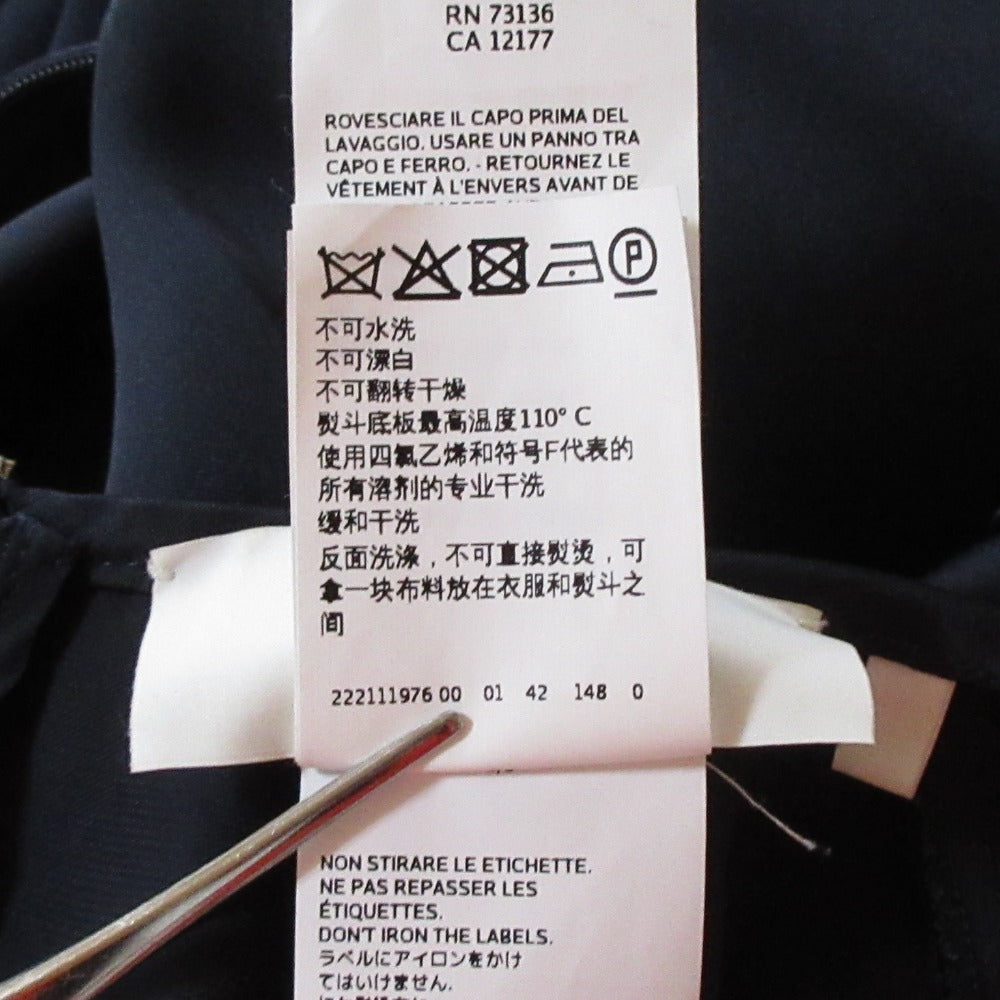 RN 73136
CA 12177
ROVESCIARE IL CAPO PRIMA DEL
LAVAGGIO. USARE UN PANNO TRA
CAPO E FERRO. - RETOURNEZ LE
VÊTEMENT À L'ENVERS AVANT DE
P
不可水洗
不可漂白
不可翻转干燥
熨斗底板最高温度110° C
使用四氯乙烯和符号F代表的
所有溶剂的专业干洗
缓和干洗
反面洗涤，不可直接熨烫，可
拿一块布料放在衣服和熨斗之
间
222111976 00 01 42 148 0
NON STIRARE LE ETICHETTE.
NE PAS REPASSER LES
ÉTIQUETTES.
DON'T IRON THE LABELS.
ラベルにアイロンをかけ
てはいけません.